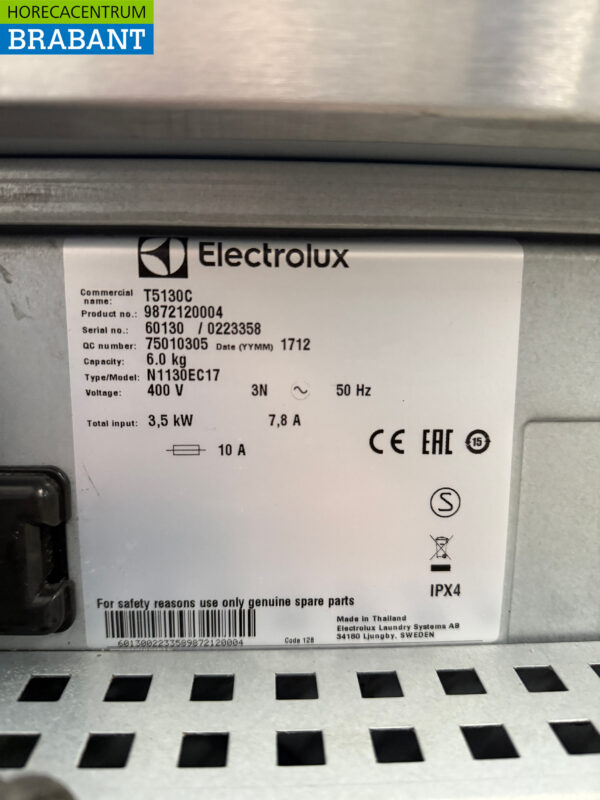 HORECACENTRUM
BRABANT
Electrolux
Commercial name: T5130C
Product no.: 9872120004
Serial no.: 60130 / 0223358
QC number: 75010305 Date (YYMM) 1712
Capacity: 6.0 kg
Type/Model: N1130EC17
Voltage: 400 V 3N ~ 50 Hz
Total input: 3,5 kW 7,8 A
10 A
CE EAC 15
S
IPX4
For safety reasons use only genuine spare parts
60130022335809872120004
Code 128
Made in Thailand
Electrolux Laundry Systems AB
34180 Ljungby, SWEDEN